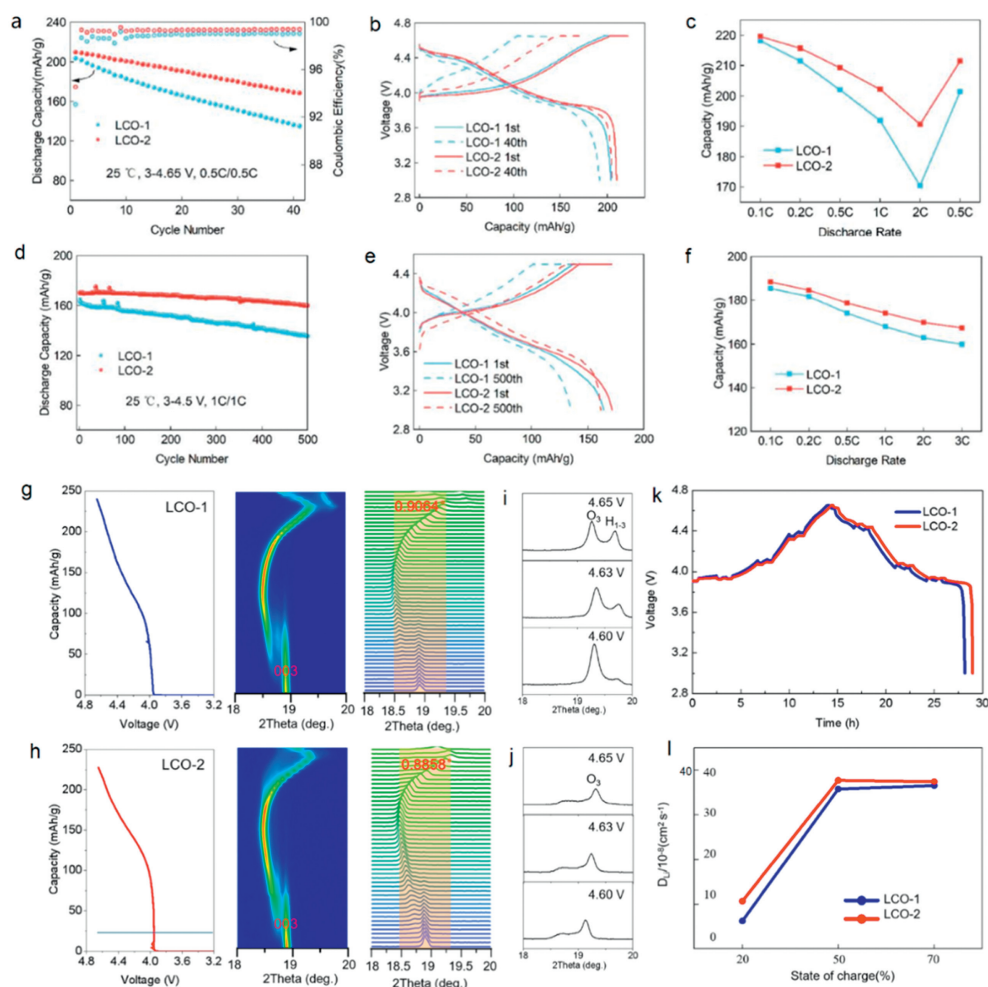 a
Discharge Capacity(mAh/g)
240
200
160
120
80
100
96
92
88
Coulombic Efficiency(%)
LCO-1
LCO-2
25 ℃, 3-4.65 V, 0.5C/0.5C
0 10 20 30 40
Cycle Number
b
Voltage (V)
4.8
4.2
3.6
3.0
LCO-1 1st
LCO-1 40th
LCO-2 1st
LCO-2 40th
0 50 100 150 200
Capacity (mAh/g)
c
Capacity (mAh/g)
220
210
200
190
180
170
LCO-1
LCO-2
0.1C 0.2C 0.5C 1C 2C 0.5C
Discharge Rate
d
Discharge Capacity (mAh/g)
200
160
120
80
LCO-1
LCO-2
25 ℃, 3-4.5 V, 1C/1C
0 100 200 300 400 500
Cycle Number
e
Voltage (V)
4.4
3.6
2.8
LCO-1 1st
LCO-1 500th
LCO-2 1st
LCO-2 500th
0 50 100 150 200
Capacity (mAh/g)
f
Capacity (mAh/g)
200
180
160
140
120
LCO-1
LCO-2
0.1C 0.2C 0.5C 1C 2C 3C
Discharge Rate
g
LCO-1
Capacity (mAh/g)
250
200
150
100
50
0
4.8 4.4 4.0 3.6 3.2
Voltage (V)
003
18 19 20
2Theta (deg.)
0.9064°
18 18.5 19 19.5 20
2Theta (deg.)
i
4.65 V
O3 H1-3
4.63 V
4.60 V
18 19 20
2Theta (deg.)
k
Voltage (V)
4.8
4.4
4.0
3.6
3.2
2.8
LCO-1
LCO-2
0 5 10 15 20 25 30
Time (h)
h
LCO-2
Capacity (mAh/g)
250
200
150
100
50
0
4.8 4.4 4.0 3.6 3.2
Voltage (V)
003
18 19 20
2Theta (deg.)
0.8858°
18 18.5 19 19.5 20
2Theta (deg.)
j
4.65 V
O3
4.63 V
4.60 V
18 19 20
2Theta (deg.)
l
40
30
20
10
0
LCO-1
LCO-2
20 50 70
State of charge(%)